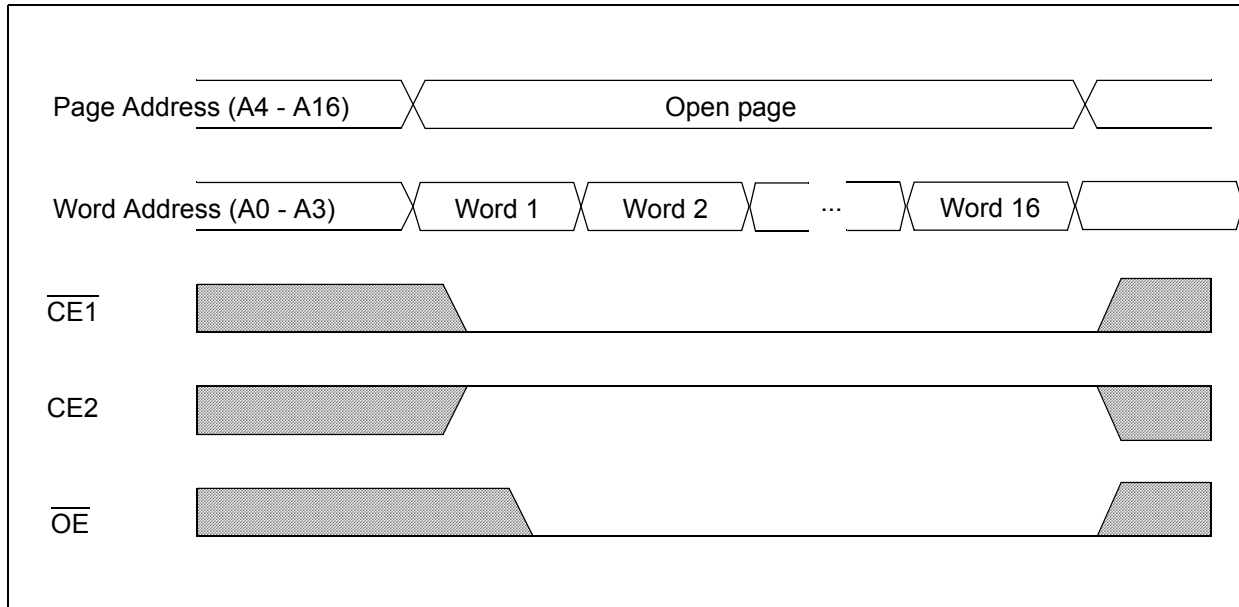 Page Address (A4 - A16)
Open page
Word Address (A0 - A3)
Word 1
Word 2
...
Word 16
CE1
CE2
OE